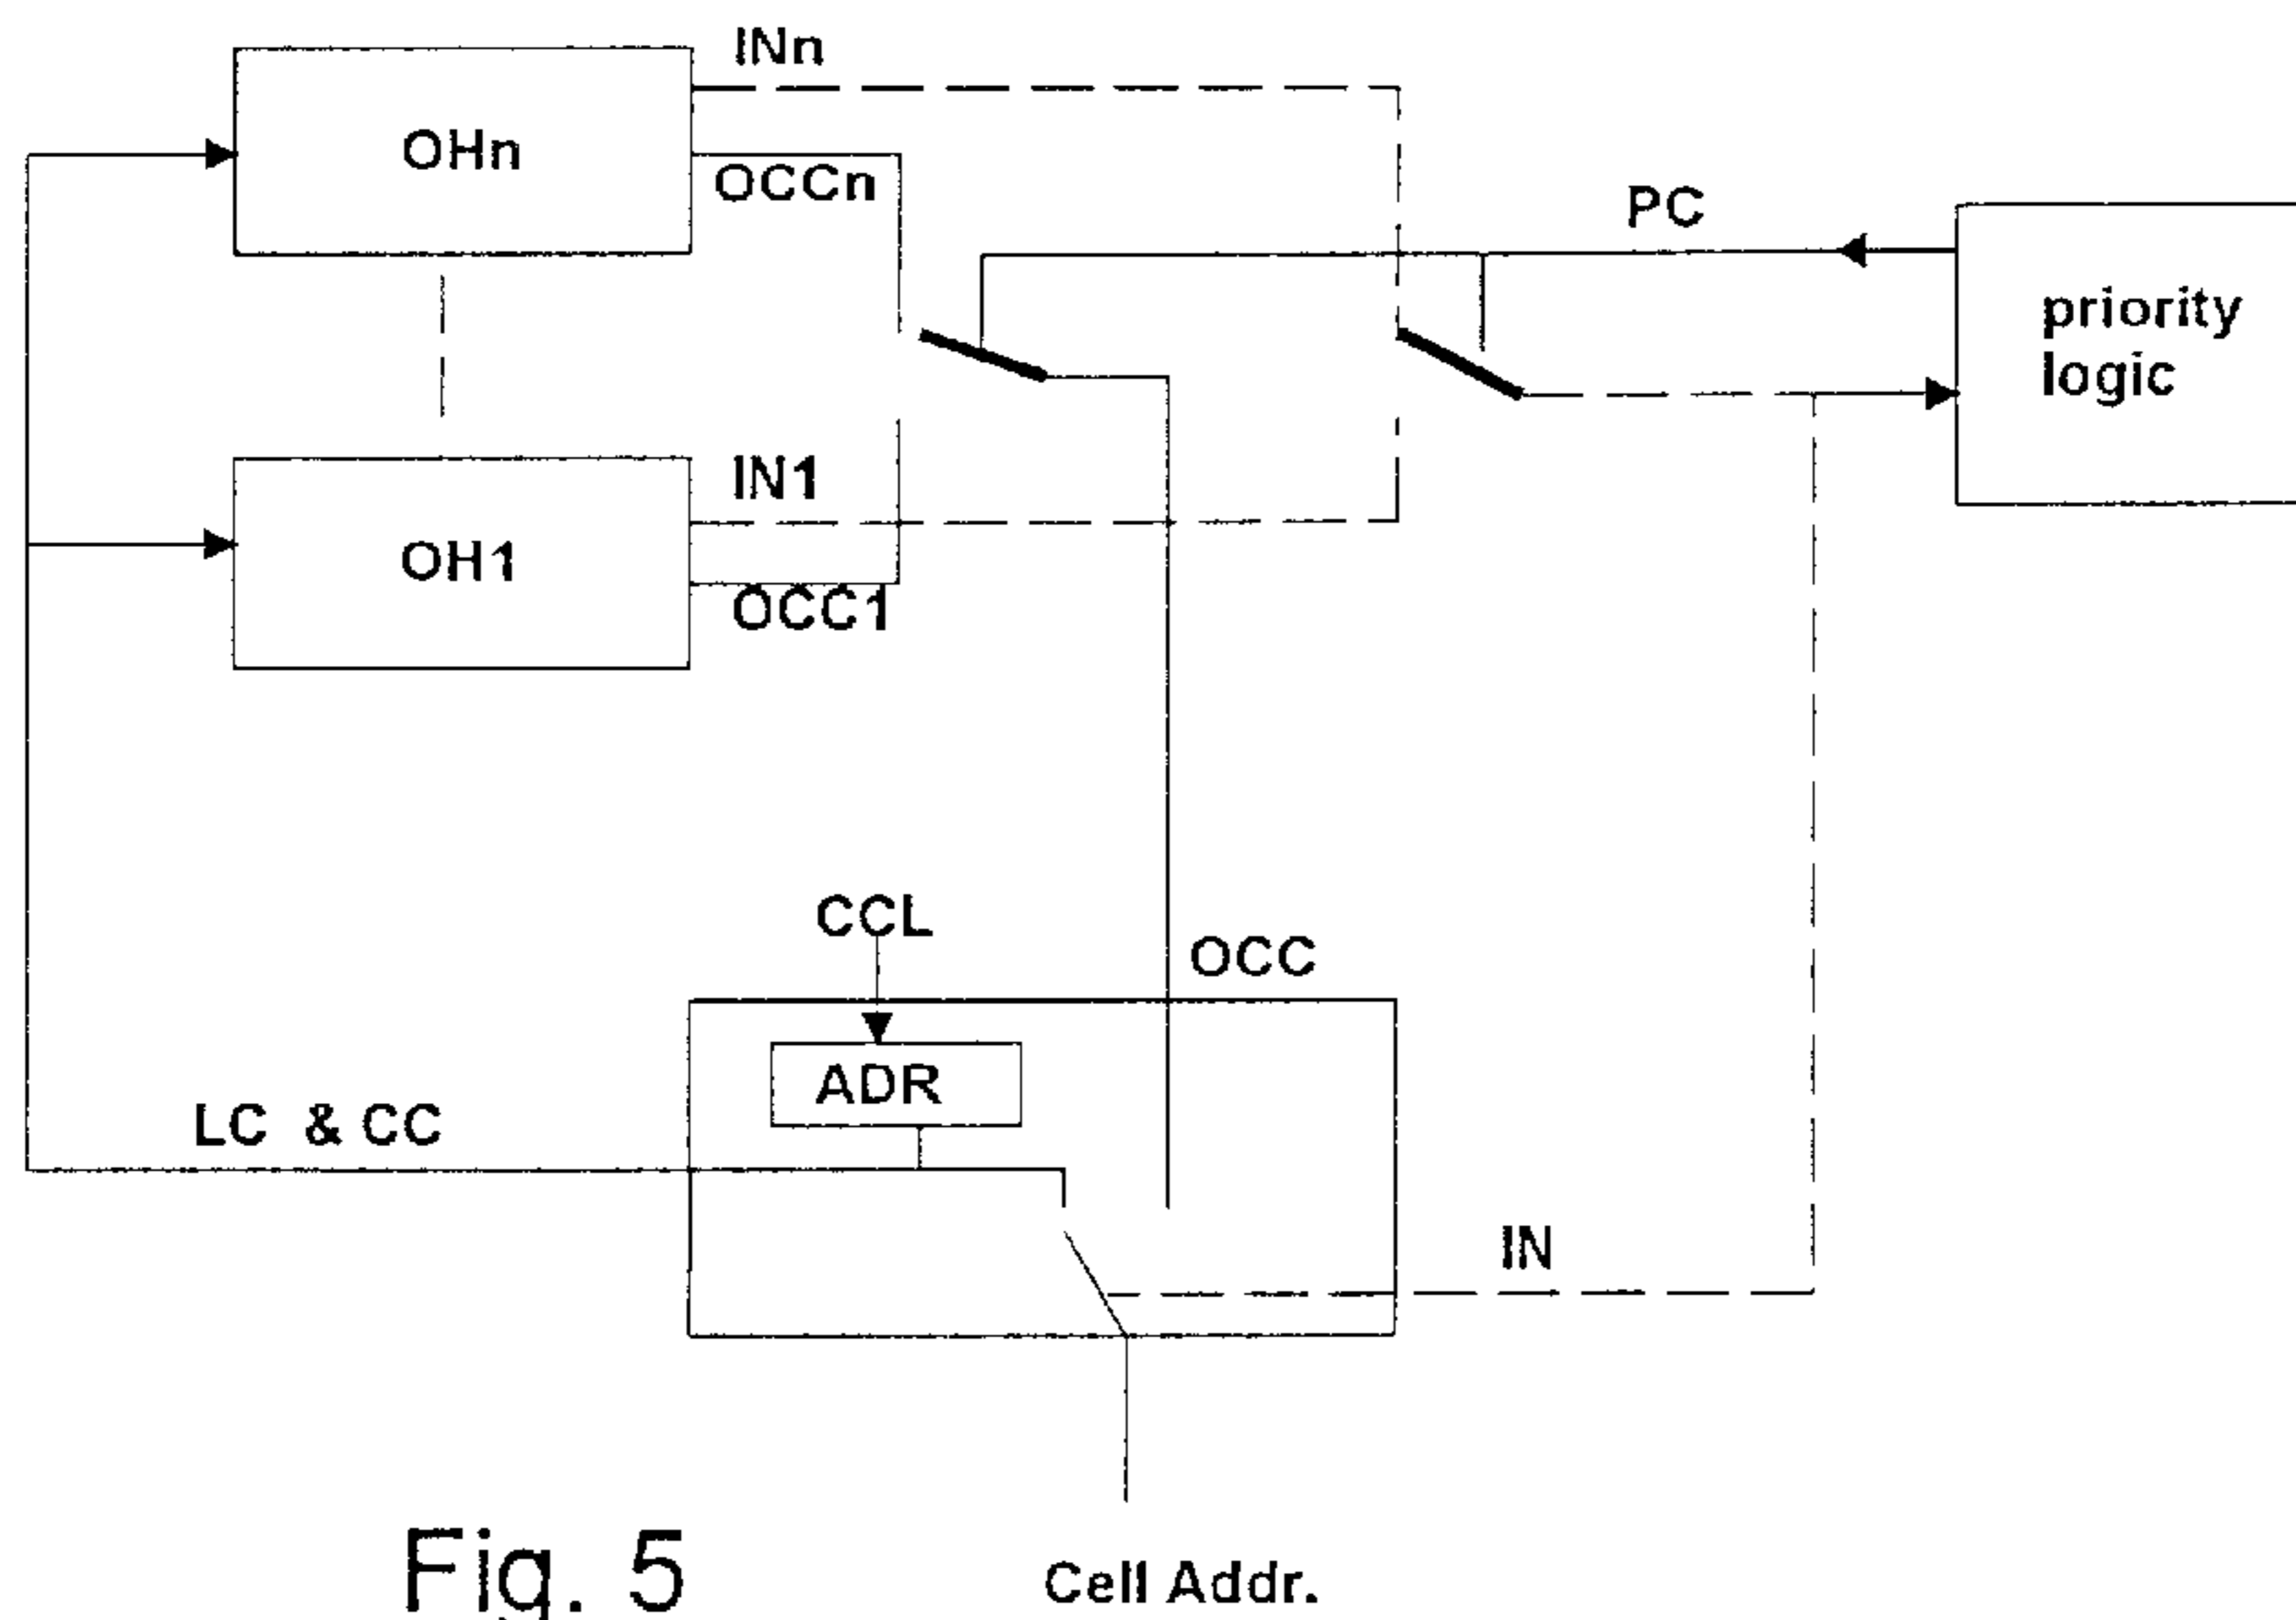 INn
OHn
OCCn
PC
priority
logic
IN1
OH1
OCC1
CCL
OCC
ADR
LC & CC
IN
Fig. 5
Cell Addr.